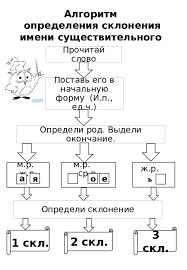 Алгоритм
определения склонения
имени существительного
Прочитай
слово
Поставь его в
начальную
форму (И.п.,
ед.ч.)
Определи род. Выдели
окончание.
м.р. м.р. ж.р.
ж.р. ср.р.
а я о е ь
Определи склонение
1 скл. 2 скл. 3
скл.